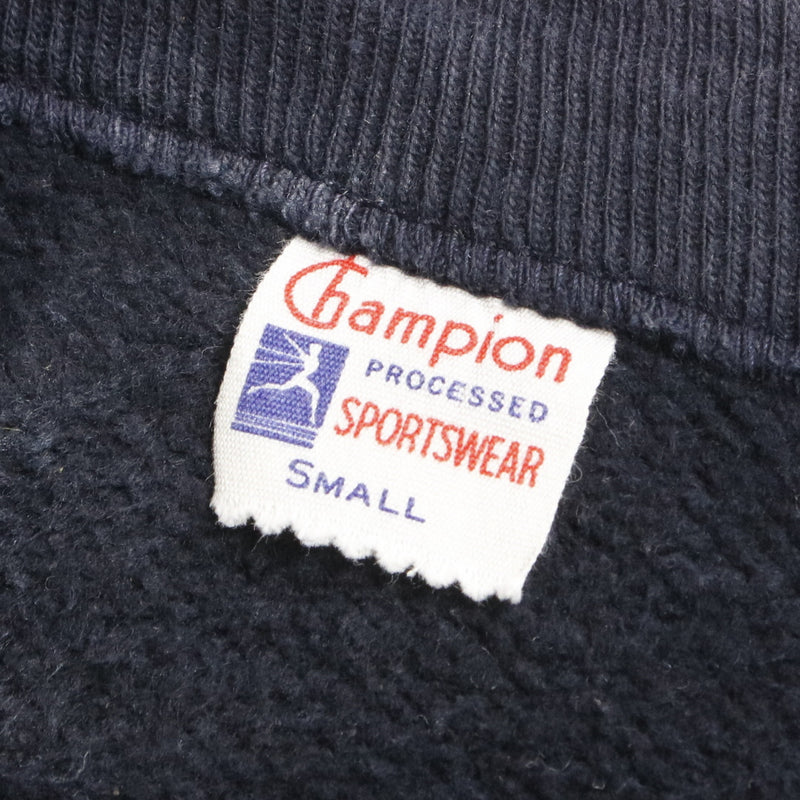 Champion
PROCESSED
SPORTSWEAR
SMALL